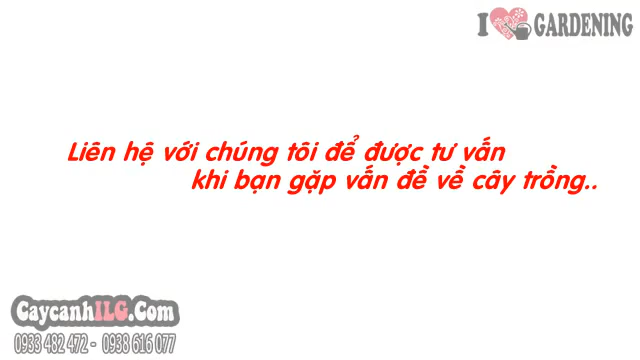 I GARDENING
Liên hệ với chúng tôi để được tư vấn
khi bạn gặp vấn đề về cây trồng..
CaycanhILG.Com
0933 482 472 - 0938 616 077